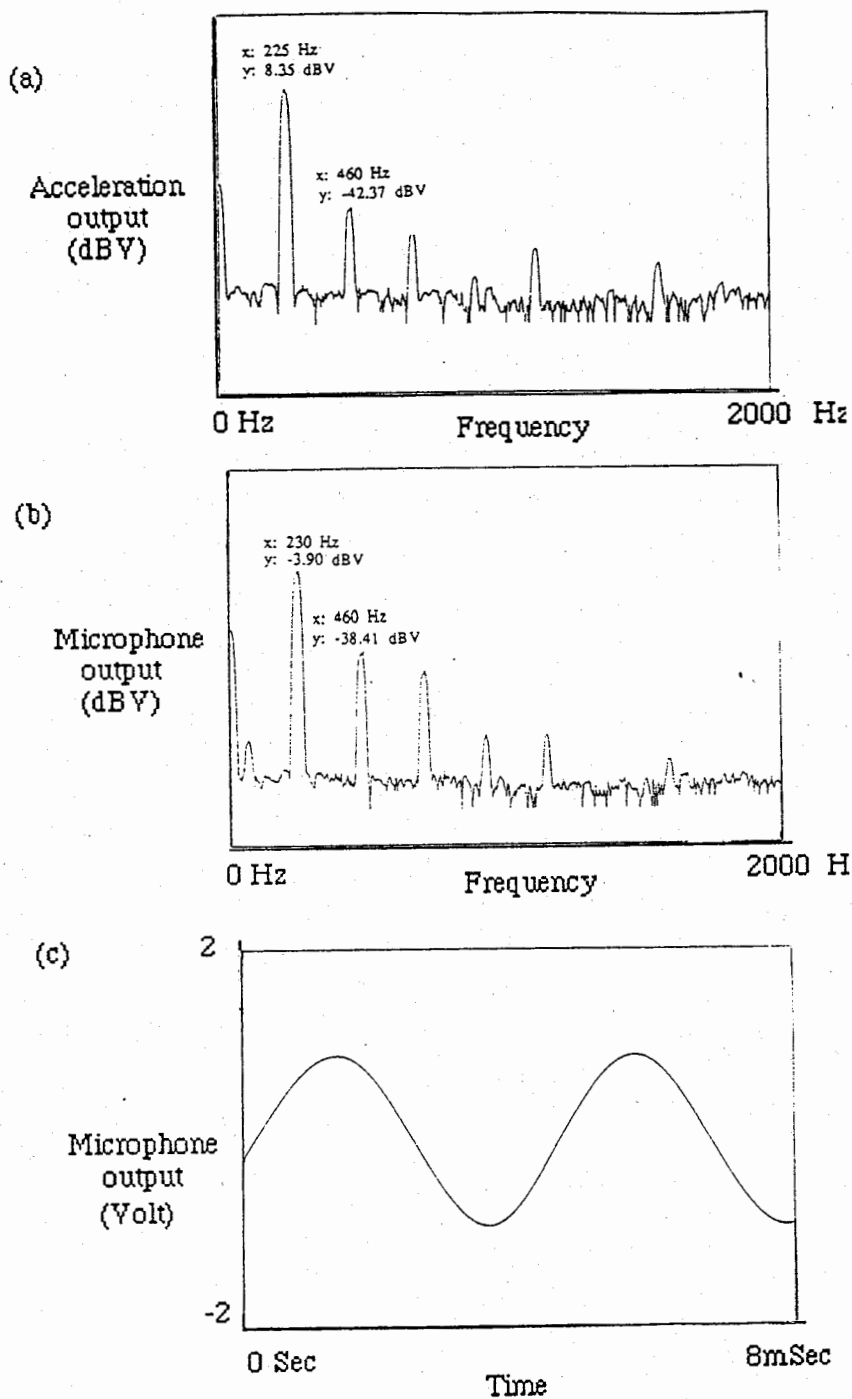 (a)
x: 225 Hz
y: 8.35 dBV
x: 460 Hz
y: -42.37 dBV
Acceleration
output
(dBV)
0 Hz
Frequency
2000 Hz
(b)
x: 230 Hz
y: -3.90 dBV
x: 460 Hz
y: -38.41 dBV
Microphone
output
(dBV)
0 Hz
Frequency
2000 H
(c)
2
Microphone
output
(Volt)
-2
0 Sec
Time
8mSec